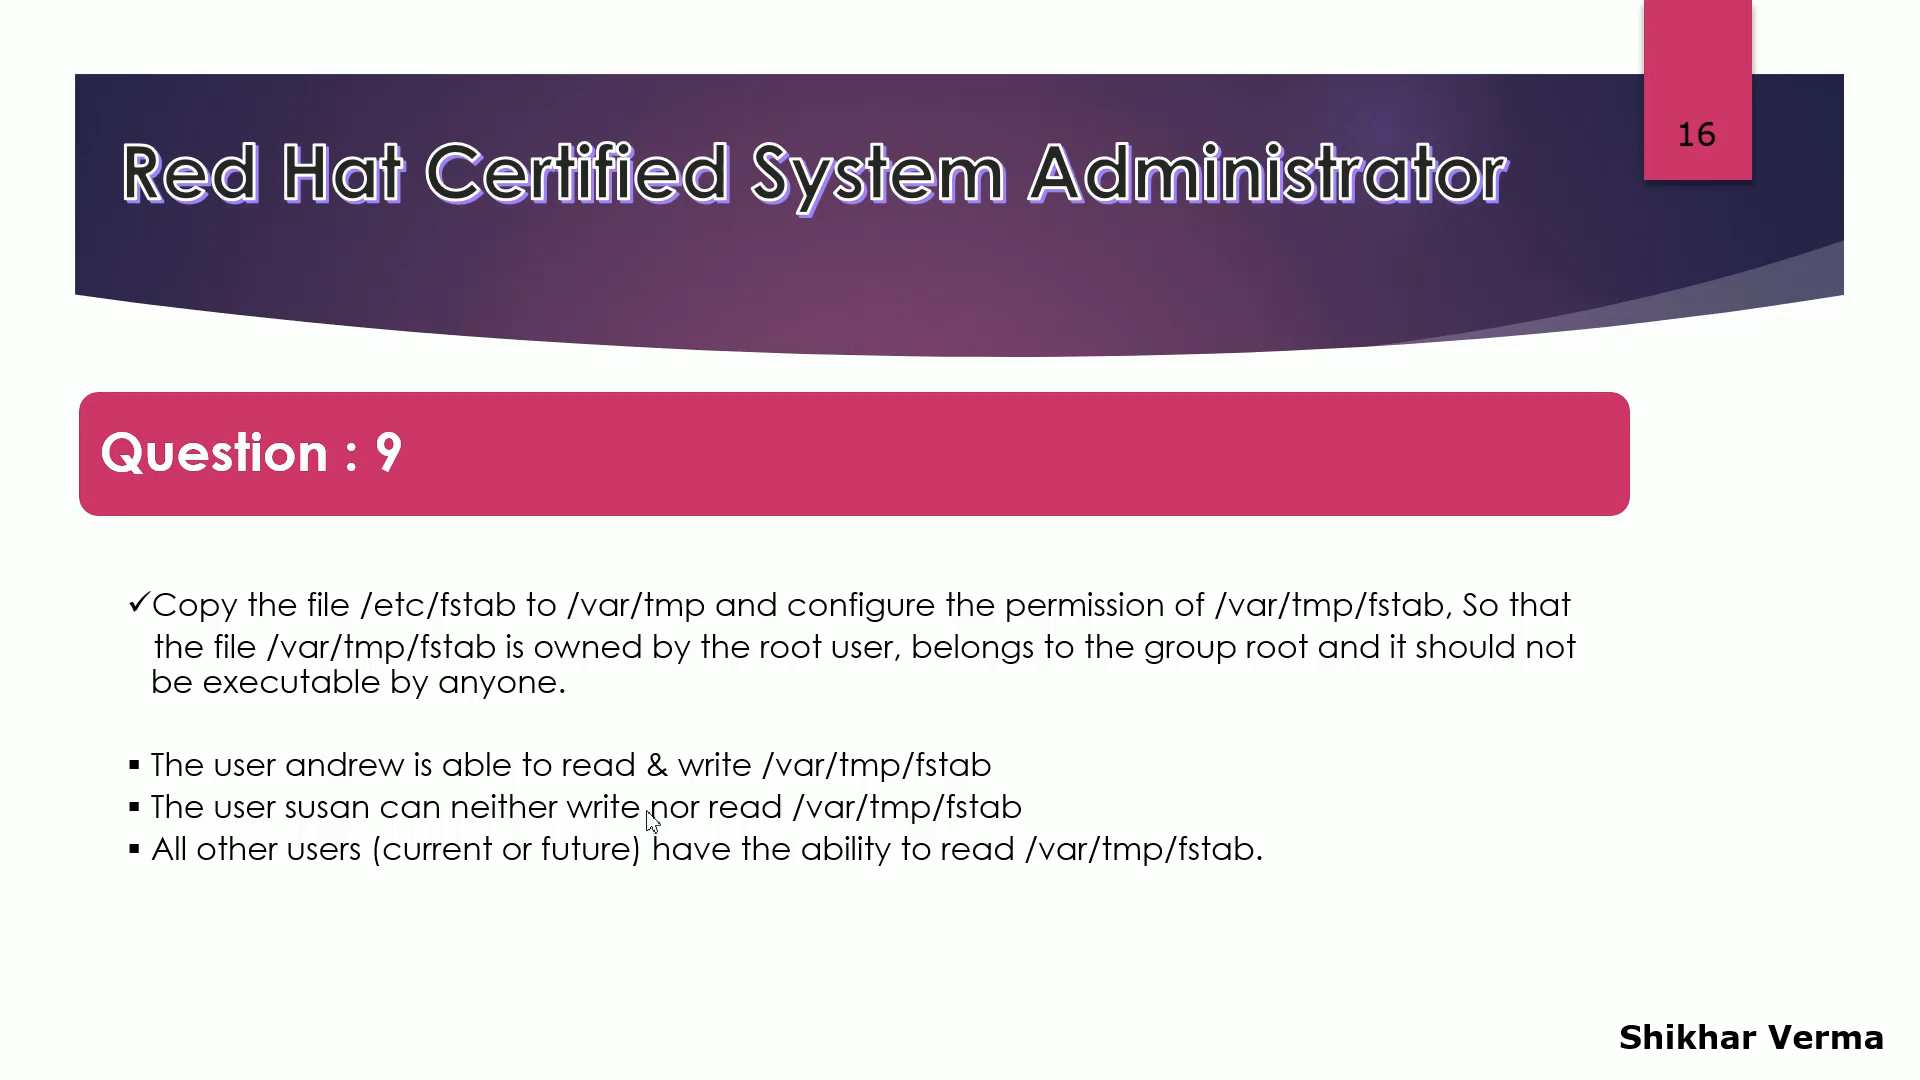 16
Red Hat Certified System Administrator
Question : 9
✓Copy the file /etc/fstab to /var/tmp and configure the permission of /var/tmp/fstab, So that
the file /var/tmp/fstab is owned by the root user, belongs to the group root and it should not
be executable by anyone.
▪ The user andrew is able to read & write /var/tmp/fstab
▪ The user susan can neither write nor read /var/tmp/fstab
▪ All other users (current or future) have the ability to read /var/tmp/fstab.
Shikhar Verma